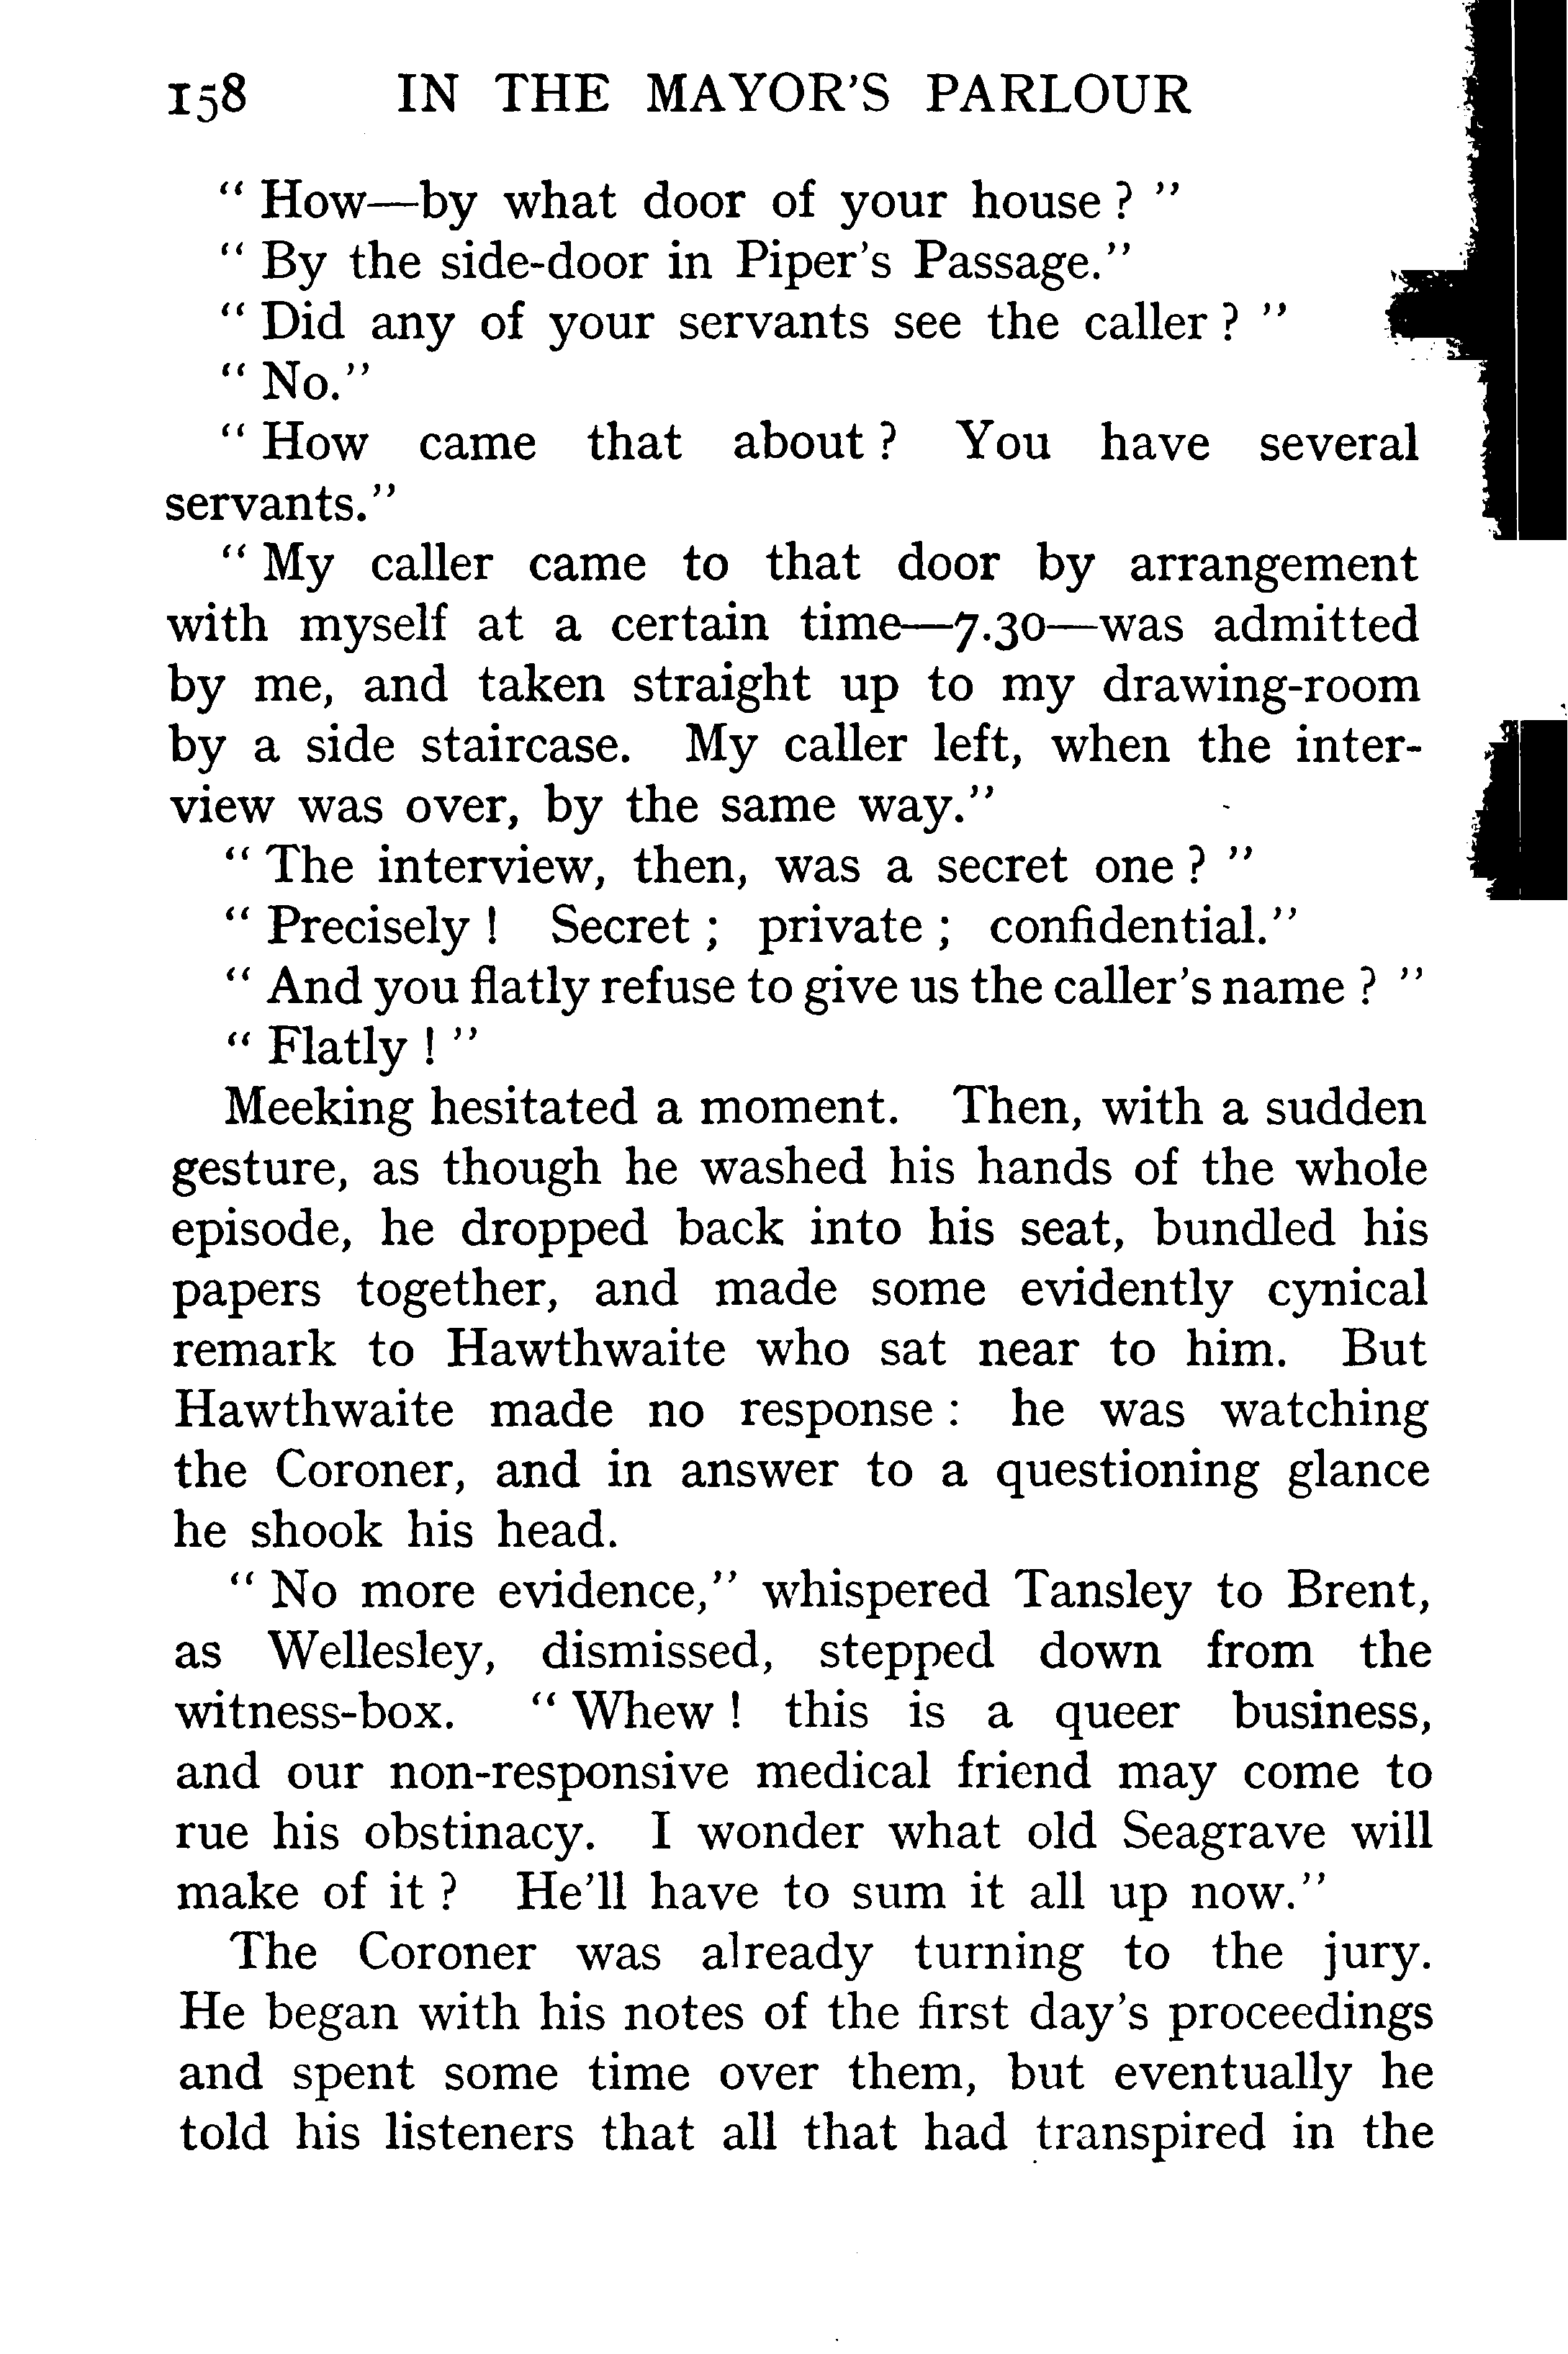 158 IN THE MAYOR'S PARLOUR
" How—by what door of your house ? "
" By the side-door in Piper's Passage."
" Did any of your servants see the caller ? "
" No."
" How came that about ? You have several
servants."
" My caller came to that door by arrangement
with myself at a certain time—7.30—was admitted
by me, and taken straight up to my drawing-room
by a side staircase. My caller left, when the inter-
view was over, by the same way."
" The interview, then, was a secret one ? "
" Precisely ! Secret ; private ; confidential."
" And you flatly refuse to give us the caller's name ? "
" Flatly ! "
Meeking hesitated a moment. Then, with a sudden
gesture, as though he washed his hands of the whole
episode, he dropped back into his seat, bundled his
papers together, and made some evidently cynical
remark to Hawthwaite who sat near to him. But
Hawthwaite made no response : he was watching
the Coroner, and in answer to a questioning glance
he shook his head.
" No more evidence," whispered Tansley to Brent,
as Wellesley, dismissed, stepped down from the
witness-box. " Whew ! this is a queer business,
and our non-responsive medical friend may come to
rue his obstinacy. I wonder what old Seagrave will
make of it ? He'll have to sum it all up now."
The Coroner was already turning to the jury.
He began with his notes of the first day's proceedings
and spent some time over them, but eventually he
told his listeners that all that had transpired in the